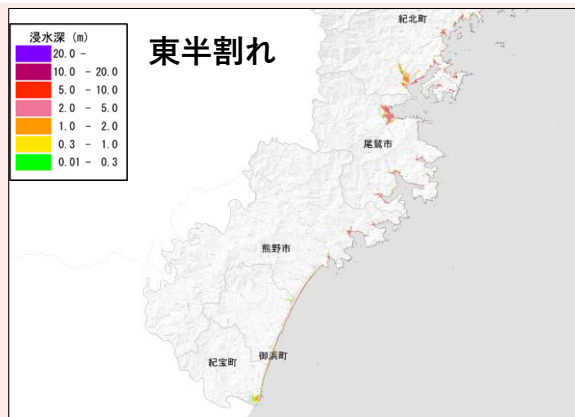 浸水深 (m)
20.0 -
10.0 - 20.0
5.0 - 10.0
2.0 - 5.0
1.0 - 2.0
0.3 - 1.0
0.01 - 0.3
東半割れ
紀北町
尾鷲市
熊野市
御浜町
紀宝町